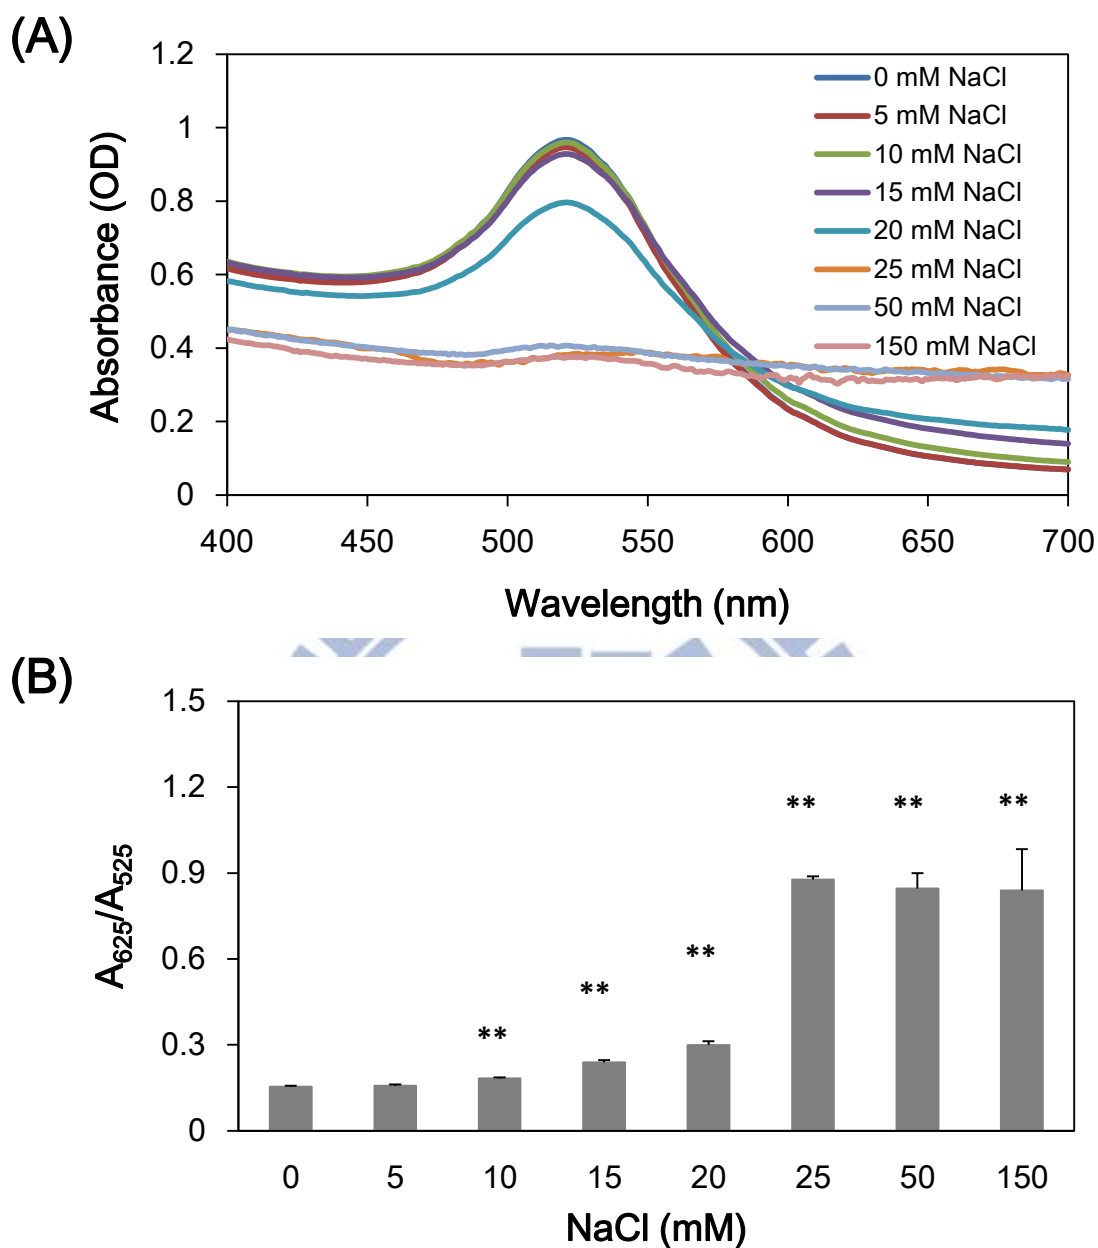 (A)
1.2
1
0.8
0.6
0.4
0.2
0
Absorbance (OD)
0 mM NaCl
5 mM NaCl
10 mM NaCl
15 mM NaCl
20 mM NaCl
25 mM NaCl
50 mM NaCl
150 mM NaCl
400 450 500 550 600 650 700
Wavelength (nm)
(B)
1.5
1.2
0.9
0.6
0.3
0
A625/A525
** ** ** ** ** **
0 5 10 15 20 25 50 150
NaCl (mM)